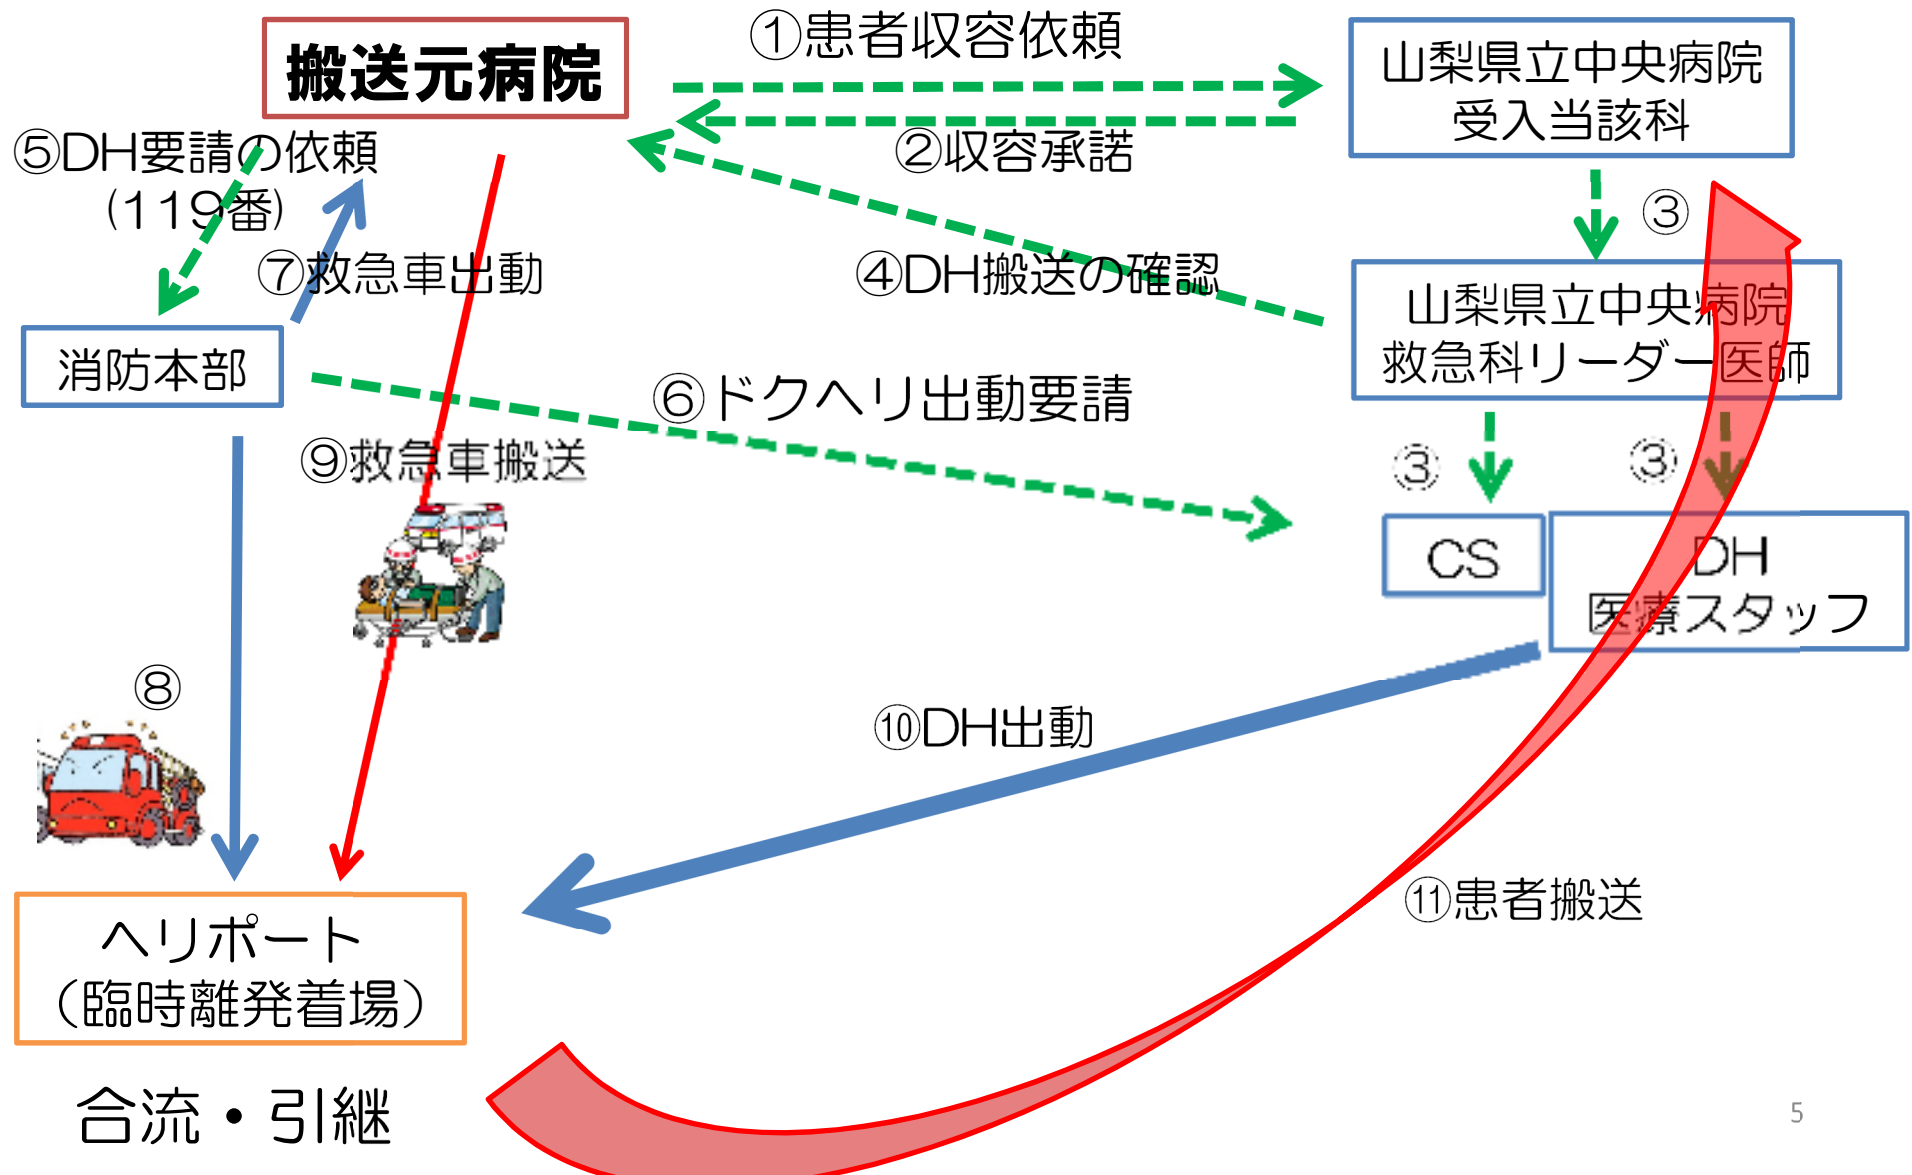 搬送元病院
①患者収容依頼
山梨県立中央病院
受入当該科
②収容承諾
⑤DH要請の依頼
(119番)
③
⑦救急車出動
④DH搬送の確認
山梨県立中央病院
救急科リーダー医師
消防本部
⑥ドクヘリ出動要請
⑨救急車搬送
③
③
CS
DH
医療スタッフ
⑧
⑩DH出動
⑪患者搬送
ヘリポート
（臨時離発着場）
合流・引継
5